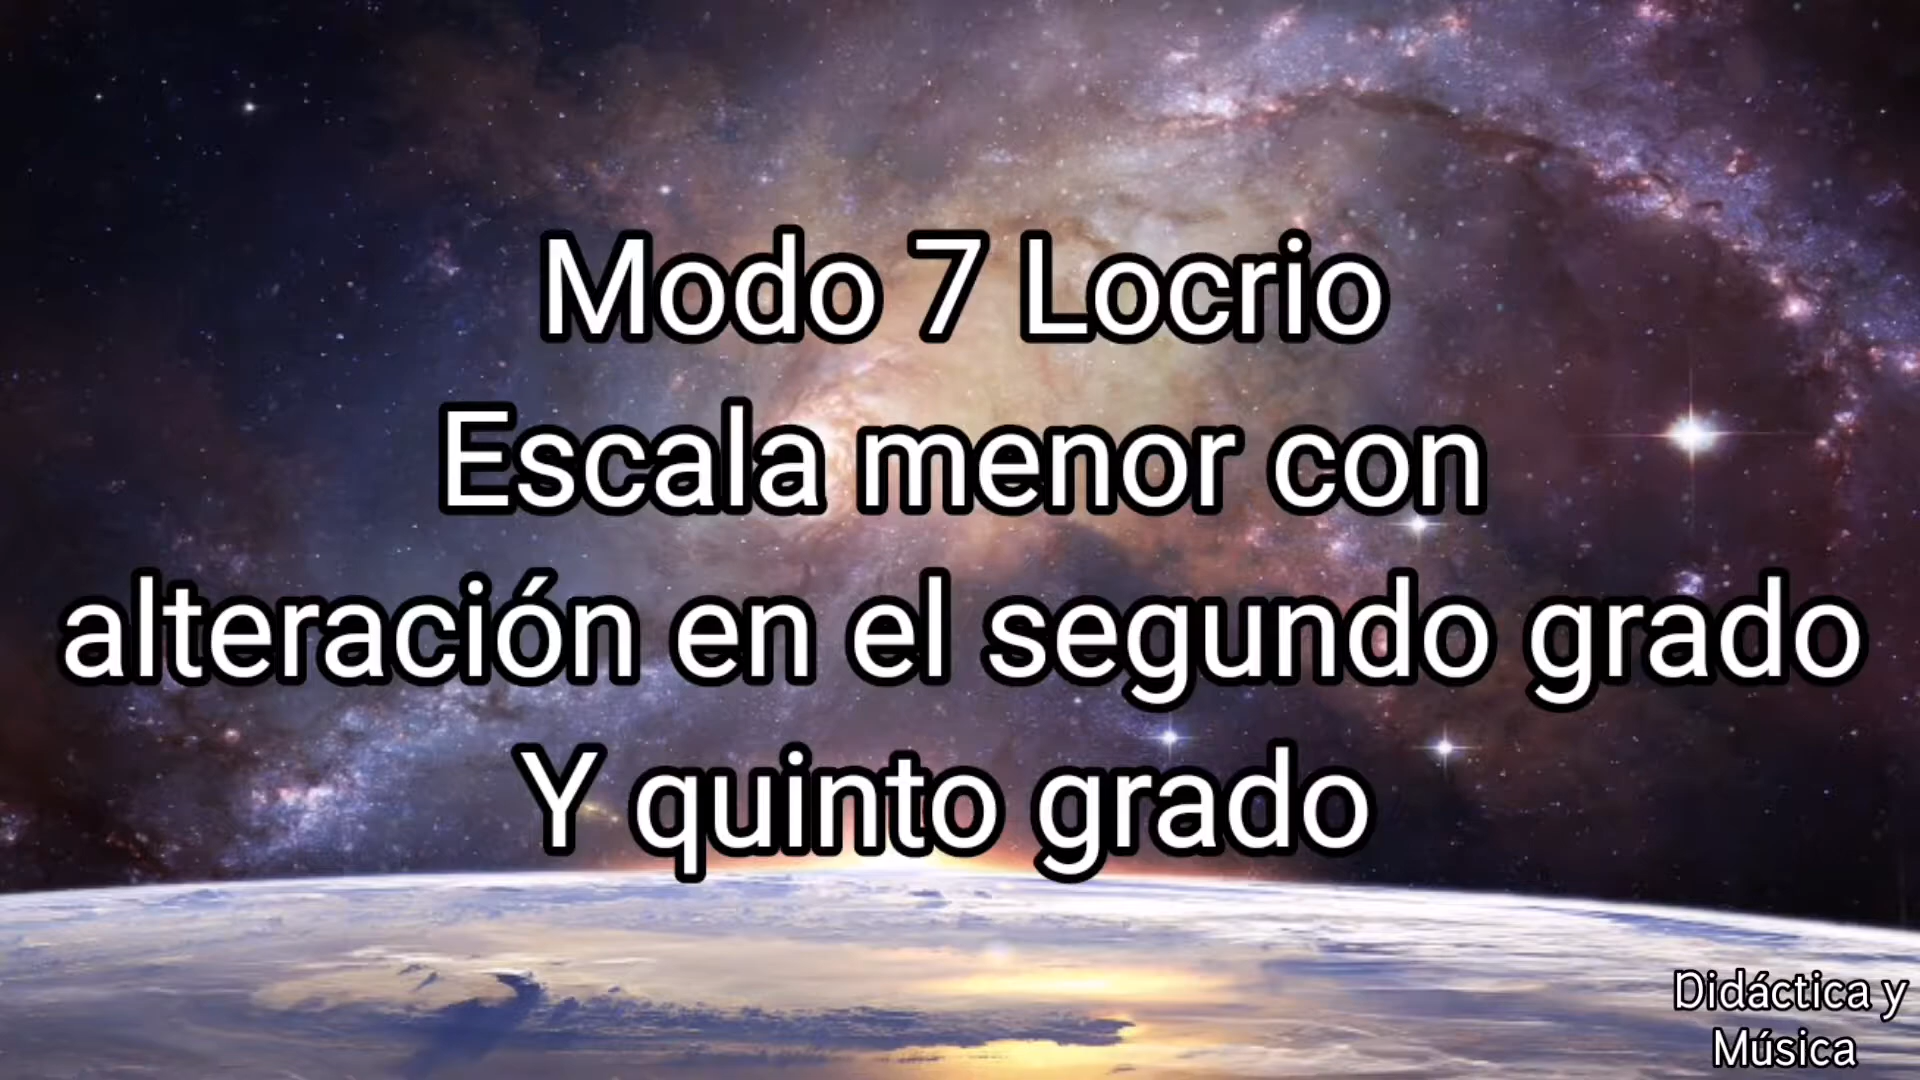 Modo 7 Locrio
Escala menor con
alteración en el segundo grado
Y quinto grado
Didáctica y
Música